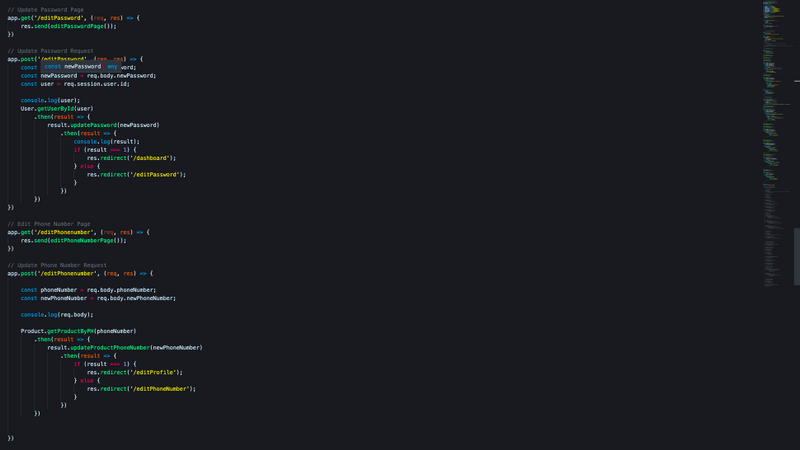 // Update Password Page
app.get('/editPassword', (req, res) => {
res.send(editPasswordPage());
})
// Update Password Request
app.post('/editPassword', (req, res) => {
const newPassword any
const word;
const newPassword = req.body.newPassword;
const user = req.session.user.id;
console.log(user);
User.getUserById(user)
.then(result => {
result.updatePassword(newPassword)
.then(result => {
console.log(result);
if (result === 1) {
res.redirect('/dashboard');
} else {
res.redirect('/editPassword');
}
})
})
})
// Edit Phone Number Page
app.get('/editPhonenumber', (req, res) => {
res.send(editPhoneNumberPage());
})
// Update Phone Number Request
app.post('/editPhonenumber', (req, res) => {
const phoneNumber = req.body.phoneNumber;
const newPhoneNumber = req.body.newPhoneNumber;
console.log(req.body);
Product.getProductByPH(phoneNumber)
.then(result => {
result.updateProductPhoneNumber(newPhoneNumber)
.then(result => {
if (result === 1) {
res.redirect('/editProfile');
} else {
res.redirect('/editPhoneNumber');
}
})
})
})